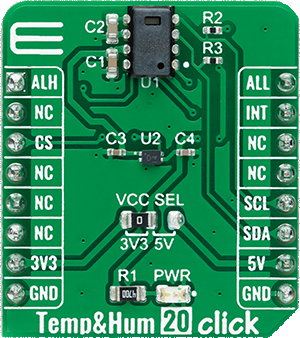 C2 R2
C1 R3
U1
ALH ALL
NC INT
CS C3 U2 C4 NC
NC NC
NC VCC SEL SCL
NC SDA
3V3 3V3 5V 5V
GND R1 PWR GND
4700
Temp&Hum 20 click